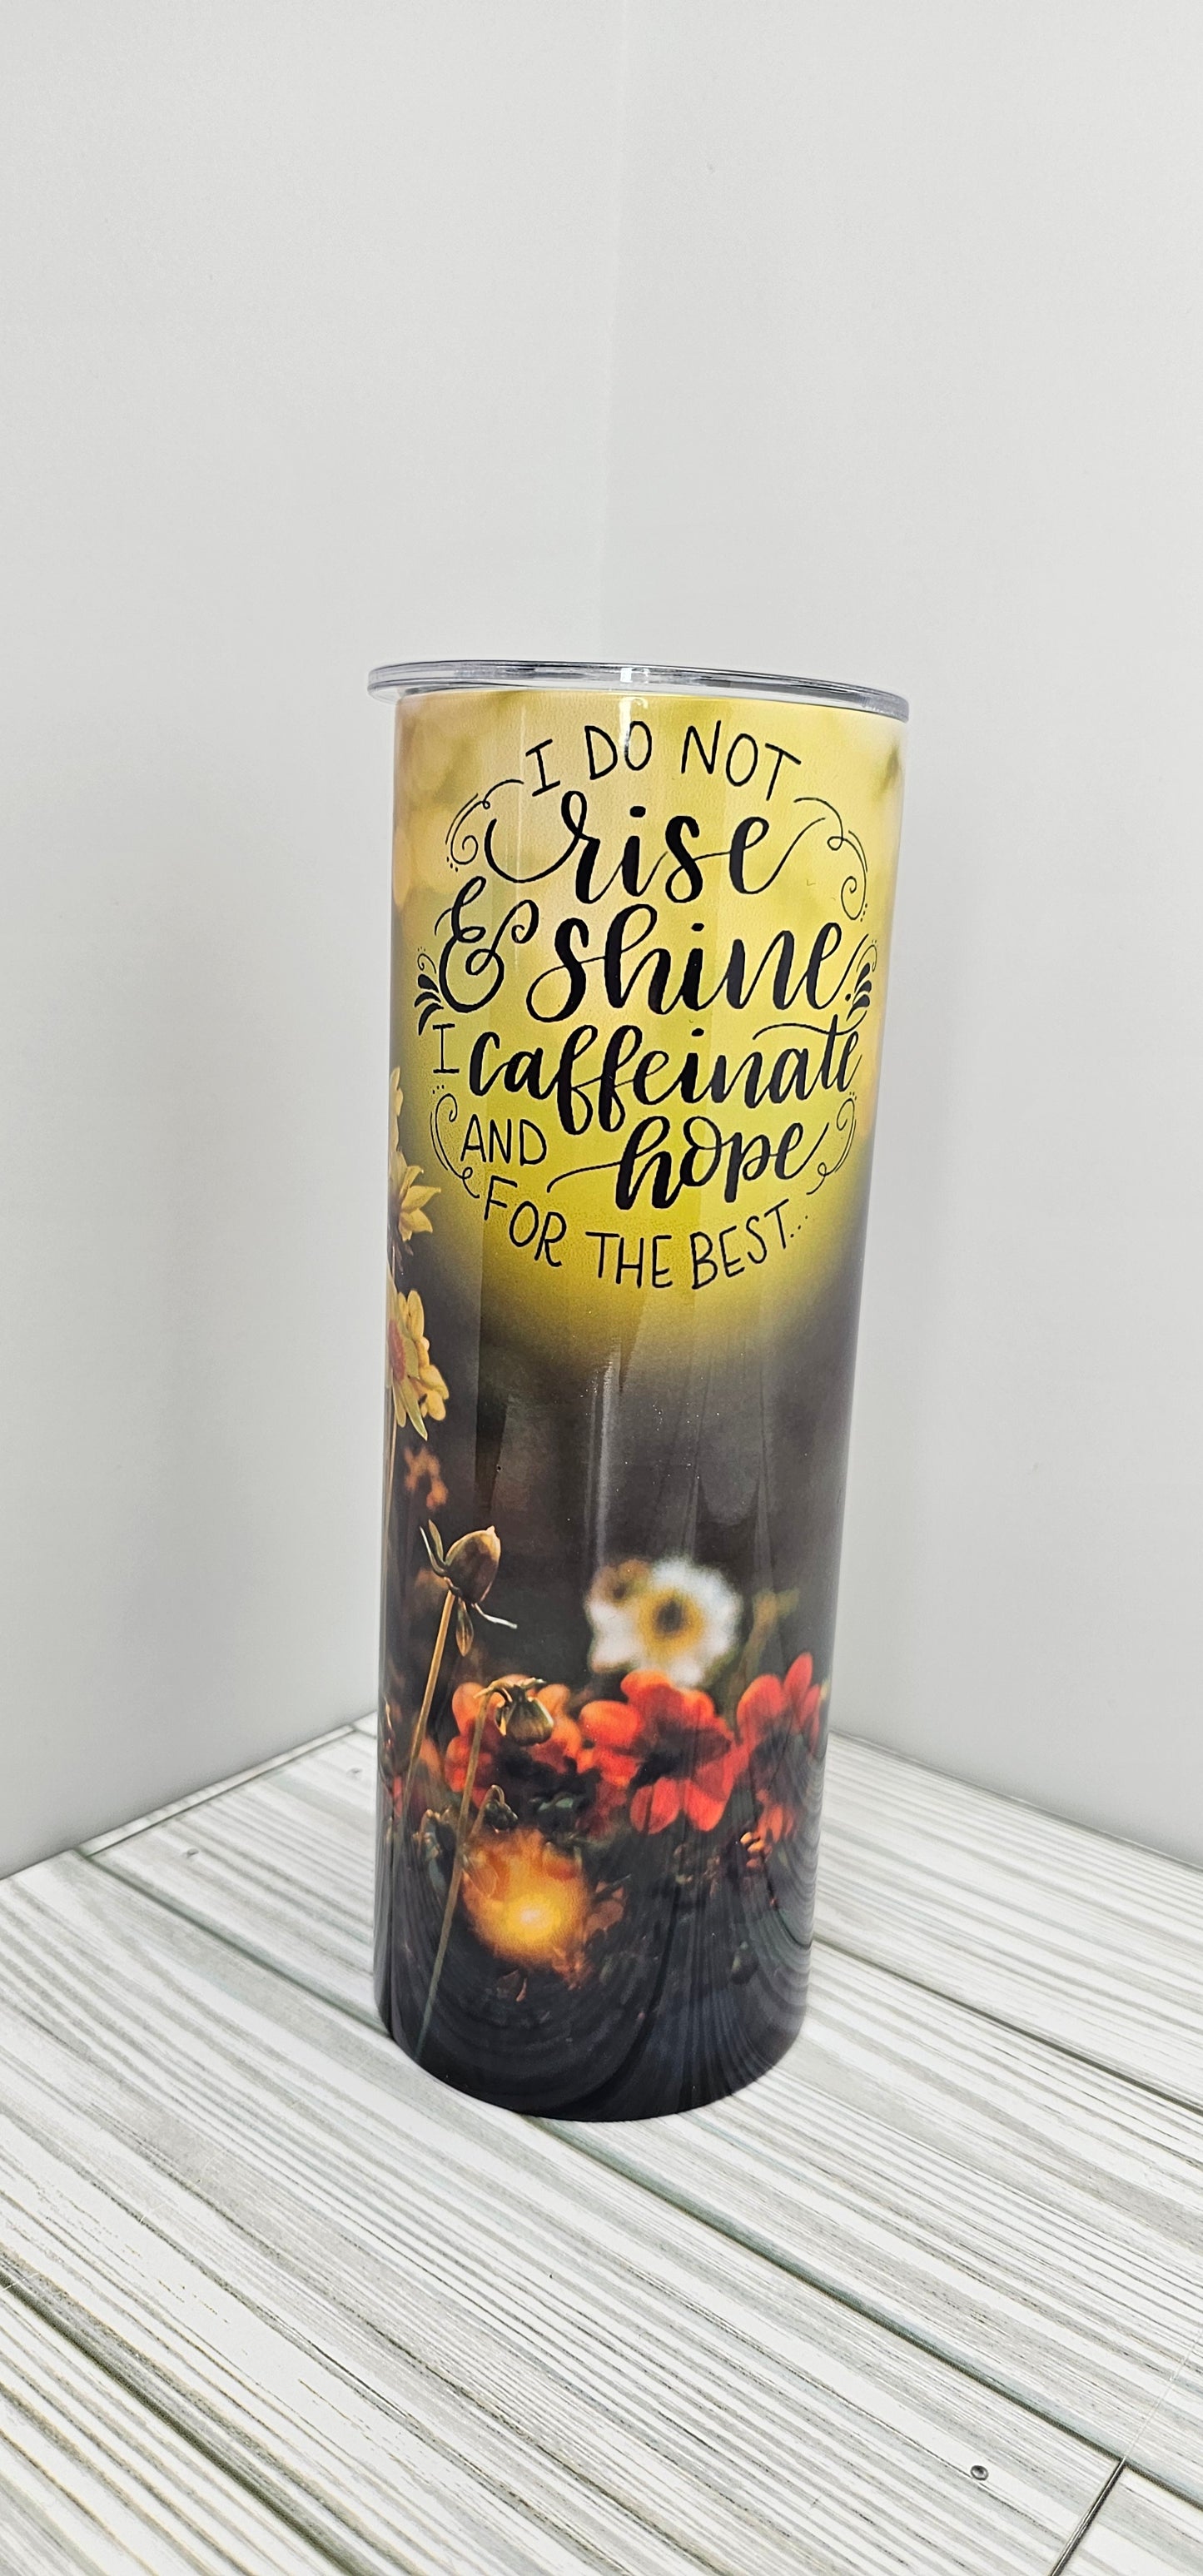 I DO NOT
rise
& shine.
I caffeinate
AND hope
FOR THE BEST...